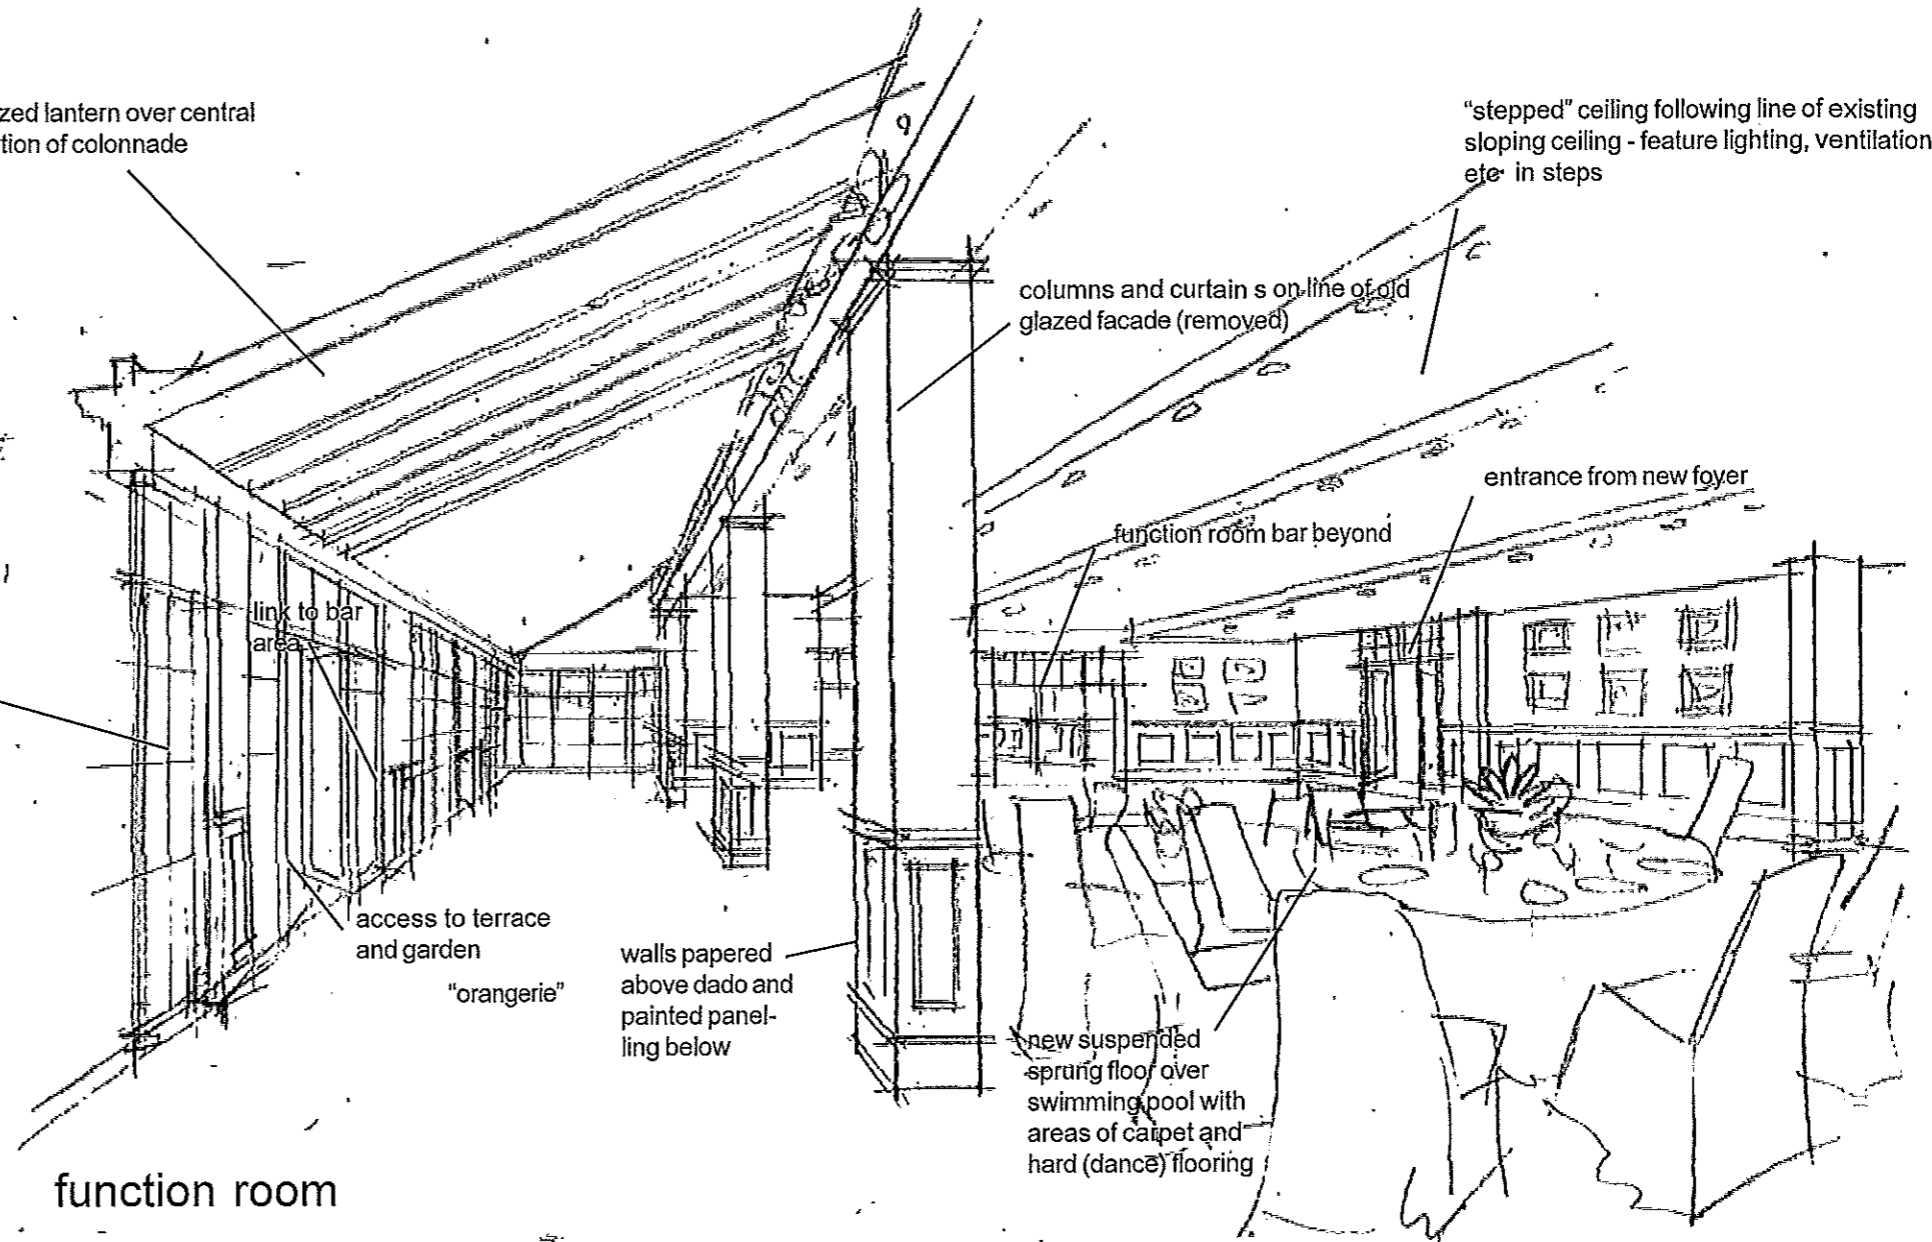 zed lantern over central
tion of colonnade
"stepped" ceiling following line of existing
sloping ceiling - feature lighting, ventilation
etc in steps
columns and curtain s on line of old
glazed facade (removed)
entrance from new foyer
function room bar beyond
link to bar
area
access to terrace
and garden
"orangerie"
walls papered
above dado and
painted panel-
ling below
new suspended
sprung floor over
swimming pool with
areas of carpet and
hard (dance) flooring
function room